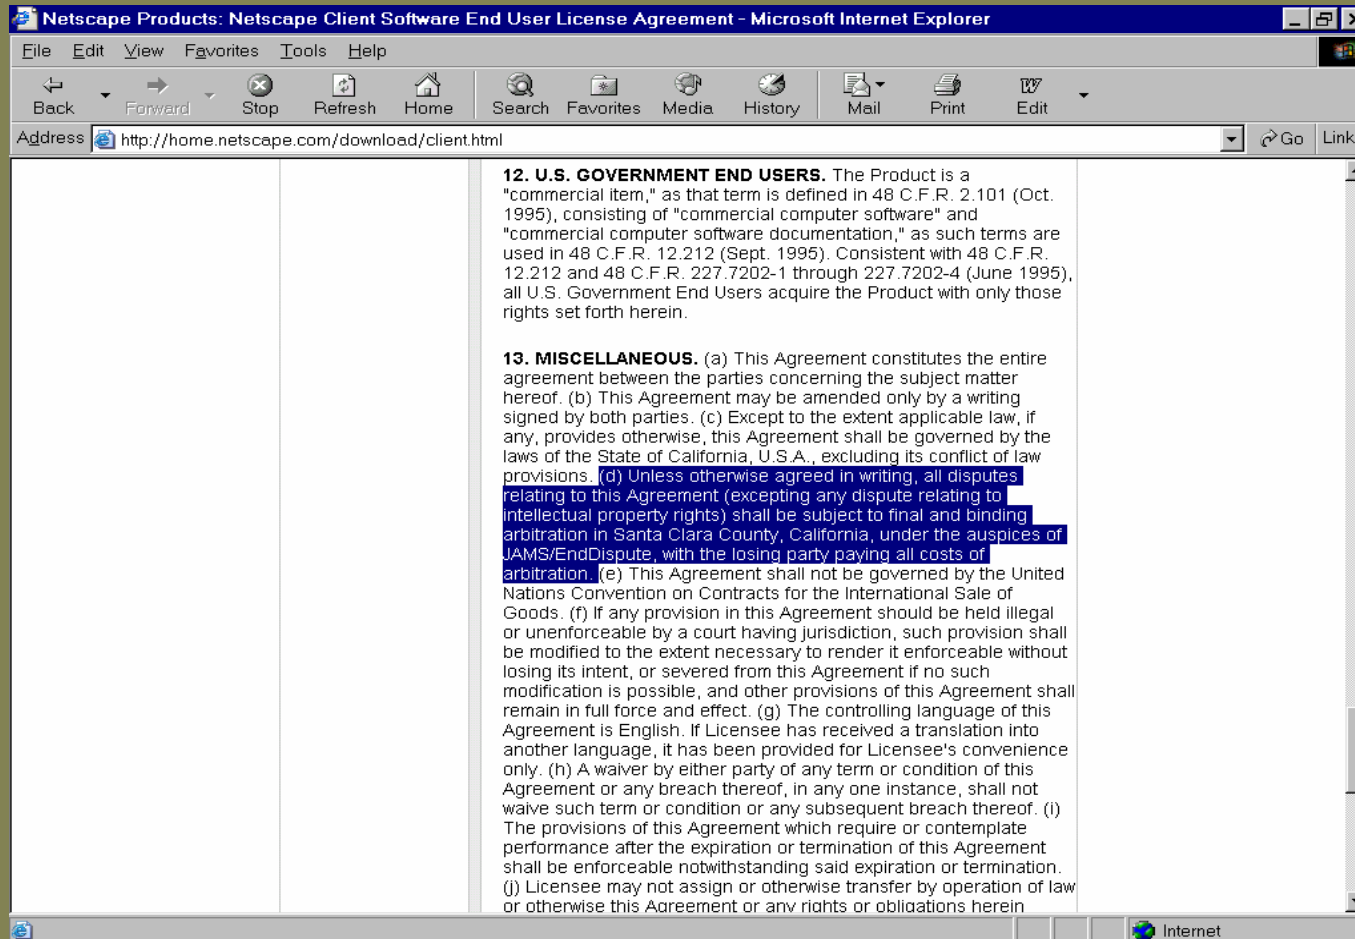 Netscape Products: Netscape Client Software End User License Agreement - Microsoft Internet Explorer
File Edit View Favorites Tools Help
Back Forward Stop Refresh Home Search Favorites Media History Mail Print Edit
Address http://home.netscape.com/download/client.html Go Link
12. U.S. GOVERNMENT END USERS. The Product is a
"commercial item," as that term is defined in 48 C.F.R. 2.101 (Oct.
1995), consisting of "commercial computer software" and
"commercial computer software documentation," as such terms are
used in 48 C.F.R. 12.212 (Sept. 1995). Consistent with 48 C.F.R.
12.212 and 48 C.F.R. 227.7202-1 through 227.7202-4 (June 1995),
all U.S. Government End Users acquire the Product with only those
rights set forth herein.
13. MISCELLANEOUS. (a) This Agreement constitutes the entire
agreement between the parties concerning the subject matter
hereof. (b) This Agreement may be amended only by a writing
signed by both parties. (c) Except to the extent applicable law, if
any, provides otherwise, this Agreement shall be governed by the
laws of the State of California, U.S.A., excluding its conflict of law
provisions. (d) Unless otherwise agreed in writing, all disputes
relating to this Agreement (excepting any dispute relating to
intellectual property rights) shall be subject to final and binding
arbitration in Santa Clara County, California, under the auspices of
JAMS/EndDispute, with the losing party paying all costs of
arbitration. (e) This Agreement shall not be governed by the United
Nations Convention on Contracts for the International Sale of
Goods. (f) If any provision in this Agreement should be held illegal
or unenforceable by a court having jurisdiction, such provision shall
be modified to the extent necessary to render it enforceable without
losing its intent, or severed from this Agreement if no such
modification is possible, and other provisions of this Agreement shall
remain in full force and effect. (g) The controlling language of this
Agreement is English. If Licensee has received a translation into
another language, it has been provided for Licensee's convenience
only. (h) A waiver by either party of any term or condition of this
Agreement or any breach thereof, in any one instance, shall not
waive such term or condition or any subsequent breach thereof. (i)
The provisions of this Agreement which require or contemplate
performance after the expiration or termination of this Agreement
shall be enforceable notwithstanding said expiration or termination.
(j) Licensee may not assign or otherwise transfer by operation of law
or otherwise this Agreement or any rights or obligations herein
Internet